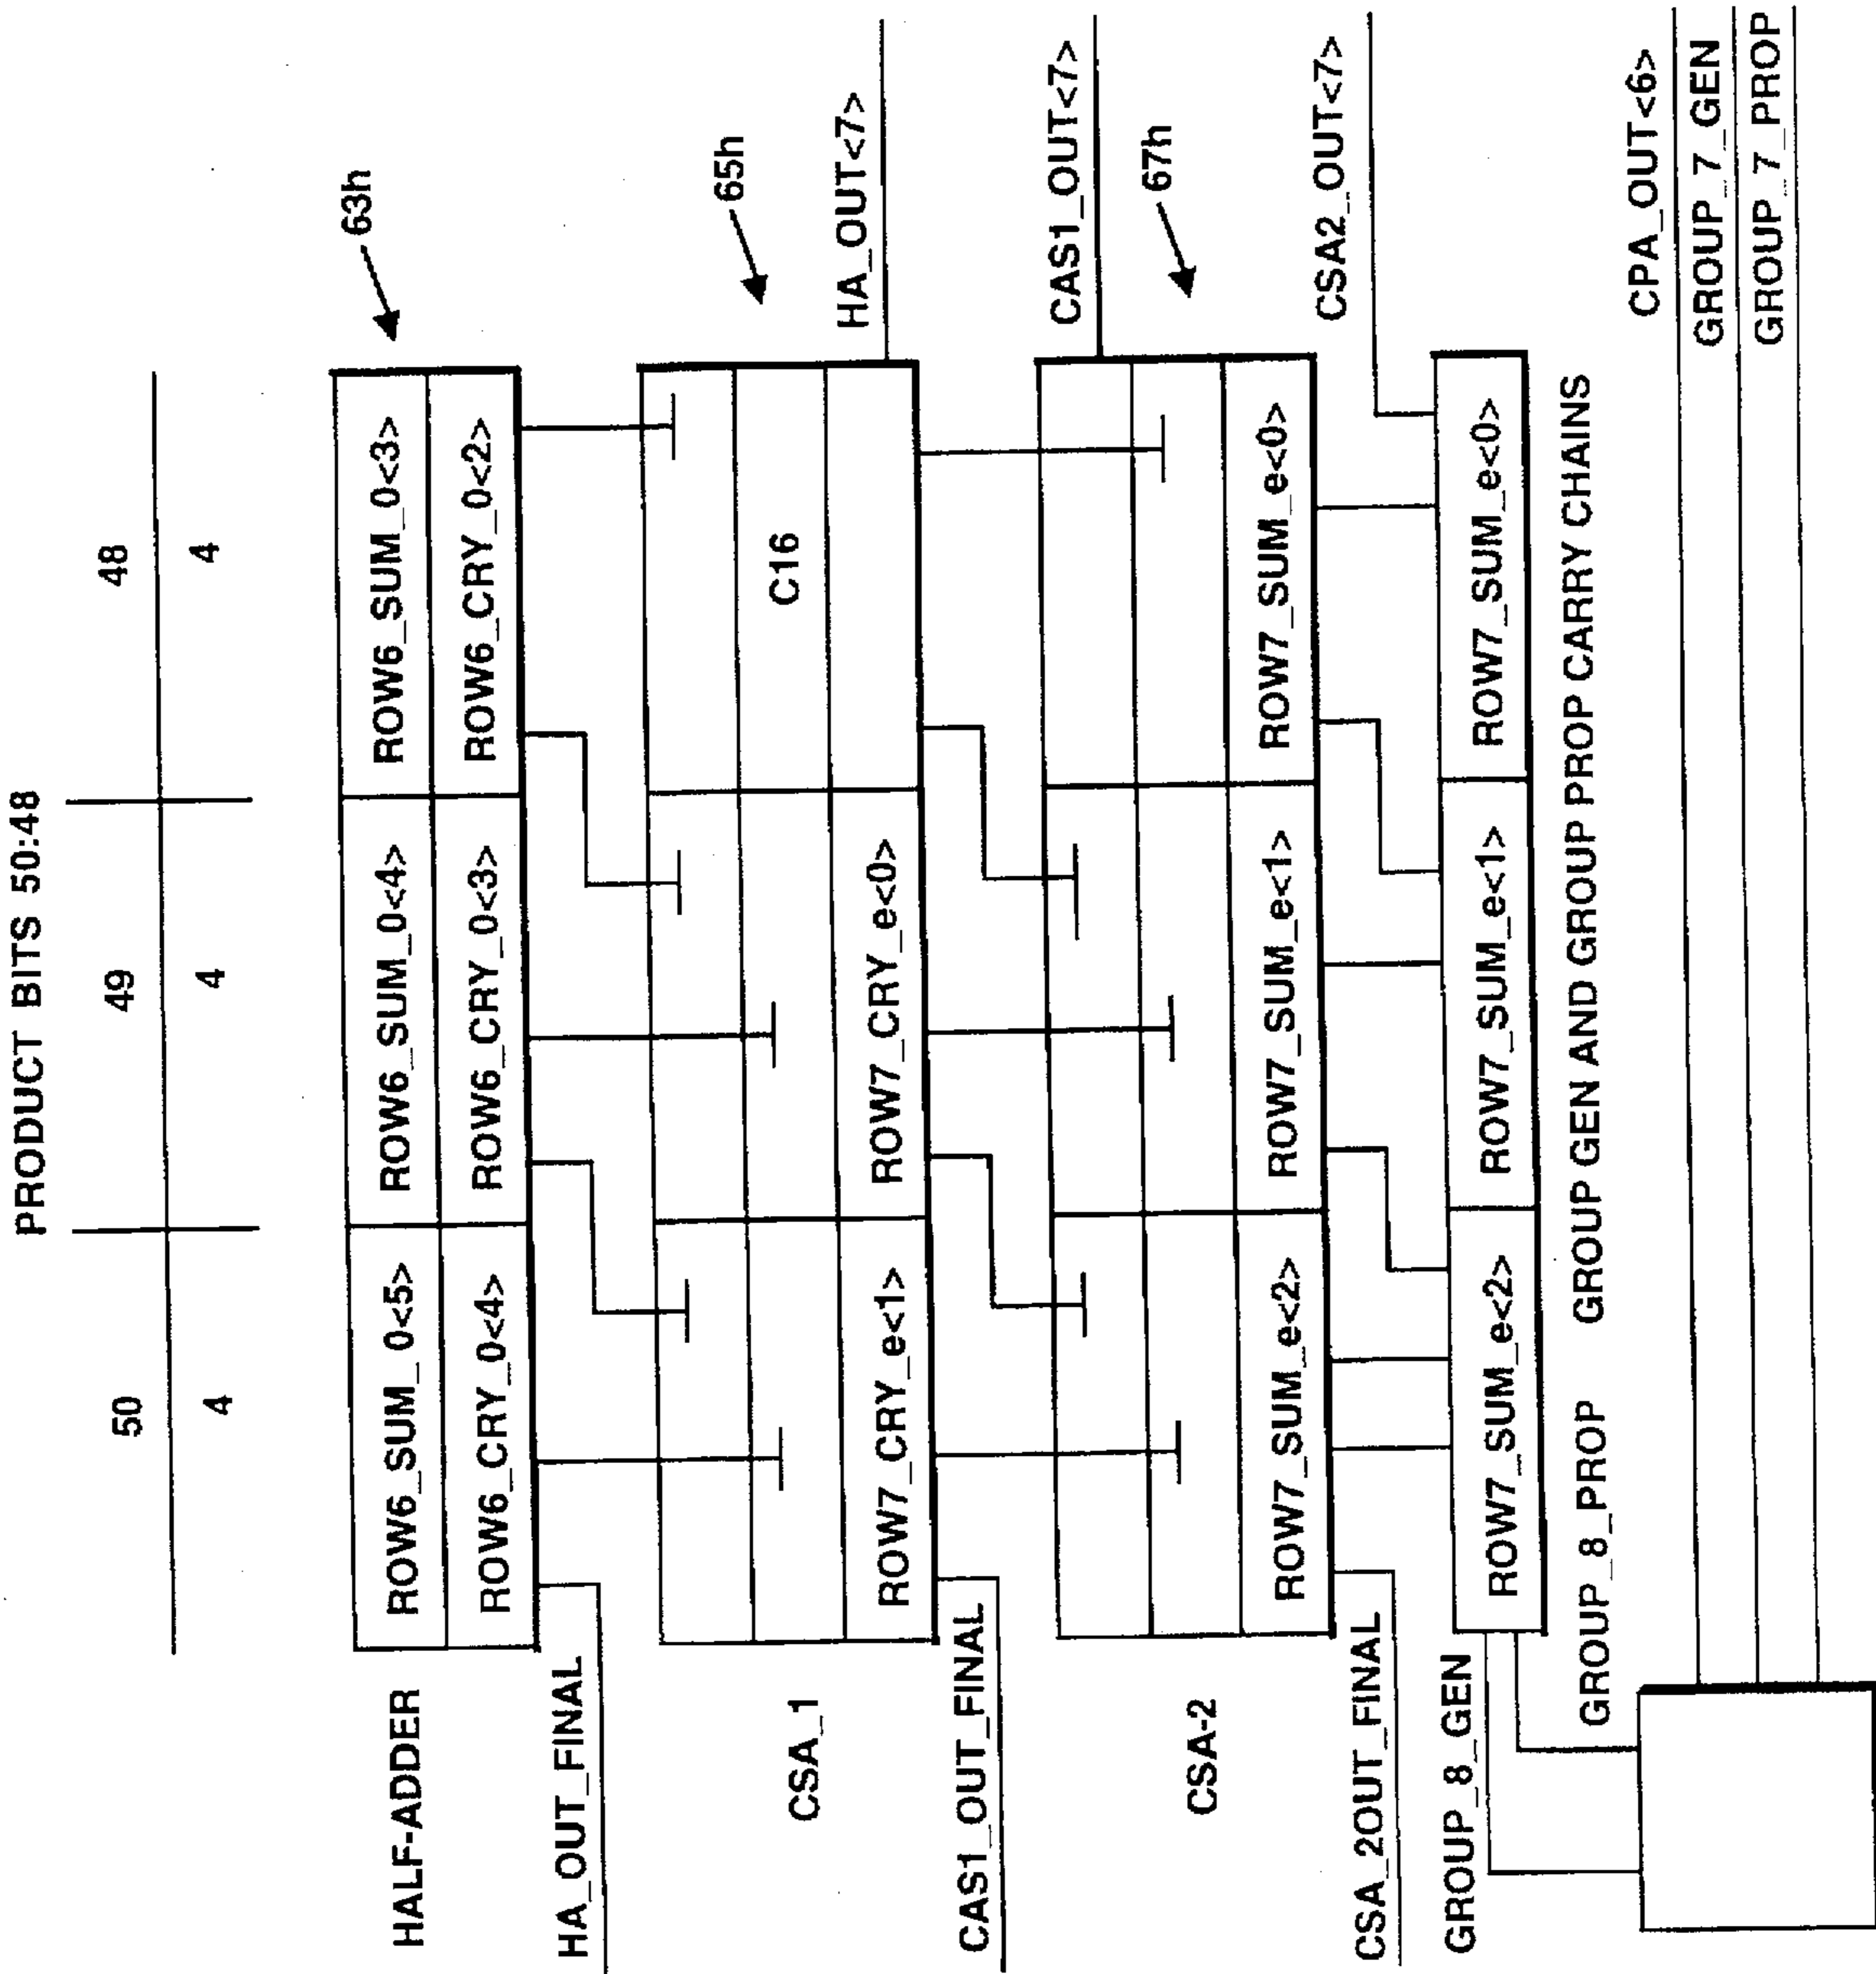 PRODUCT BITS 50:48
50 49 48
4 4 4
HALF-ADDER
ROW6_SUM_0<5> ROW6_SUM_0<4> ROW6_SUM_0<3>
ROW6_CRY_0<4> ROW6_CRY_0<3> ROW6_CRY_0<2>
63h
HA_OUT_FINAL
65h
CSA_1
C16
ROW7_CRY_e<1> ROW7_CRY_e<0>
HA_OUT<7>
CAS1_OUT_FINAL
CAS1_OUT<7>
CSA-2
67h
ROW7_SUM_e<2> ROW7_SUM_e<1> ROW7_SUM_e<0>
CSA_2OUT_FINAL
CSA2_OUT<7>
GROUP_8_GEN
ROW7_SUM_e<2> ROW7_SUM_e<1> ROW7_SUM_e<0>
GROUP_8_PROP GROUP GEN AND GROUP PROP CARRY CHAINS
CPA_OUT<6>
GROUP_7_GEN
GROUP_7_PROP